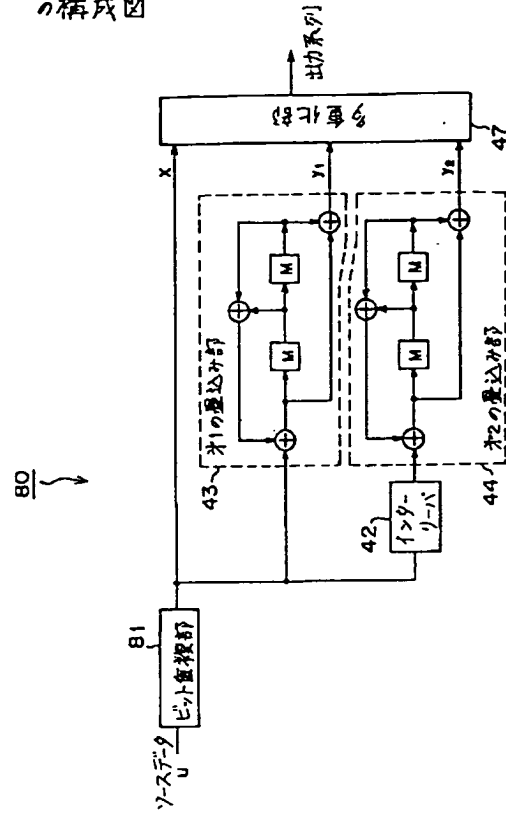 の構成図
80
ソースデータ
u
81
ビット重複部
x
43
第1の畳込み部
M
M
y1
42
インター
リーバ
44
第2の畳込み部
M
M
y2
多重化部
47
出力系列